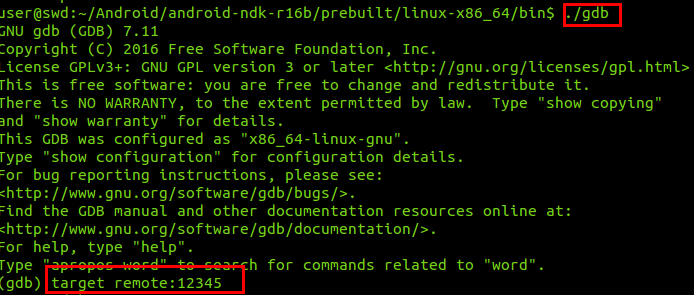 user@swd:~/Android/android-ndk-r16b/prebuilt/linux-x86_64/bin$ ./gdb
GNU gdb (GDB) 7.11
Copyright (C) 2016 Free Software Foundation, Inc.
License GPLv3+: GNU GPL version 3 or later <http://gnu.org/licenses/gpl.html>
This is free software: you are free to change and redistribute it.
There is NO WARRANTY, to the extent permitted by law.  Type "show copying"
and "show warranty" for details.
This GDB was configured as "x86_64-linux-gnu".
Type "show configuration" for configuration details.
For bug reporting instructions, please see:
<http://www.gnu.org/software/gdb/bugs/>.
Find the GDB manual and other documentation resources online at:
<http://www.gnu.org/software/gdb/documentation/>.
For help, type "help".
Type "apropos word" to search for commands related to "word".
(gdb) target remote:12345